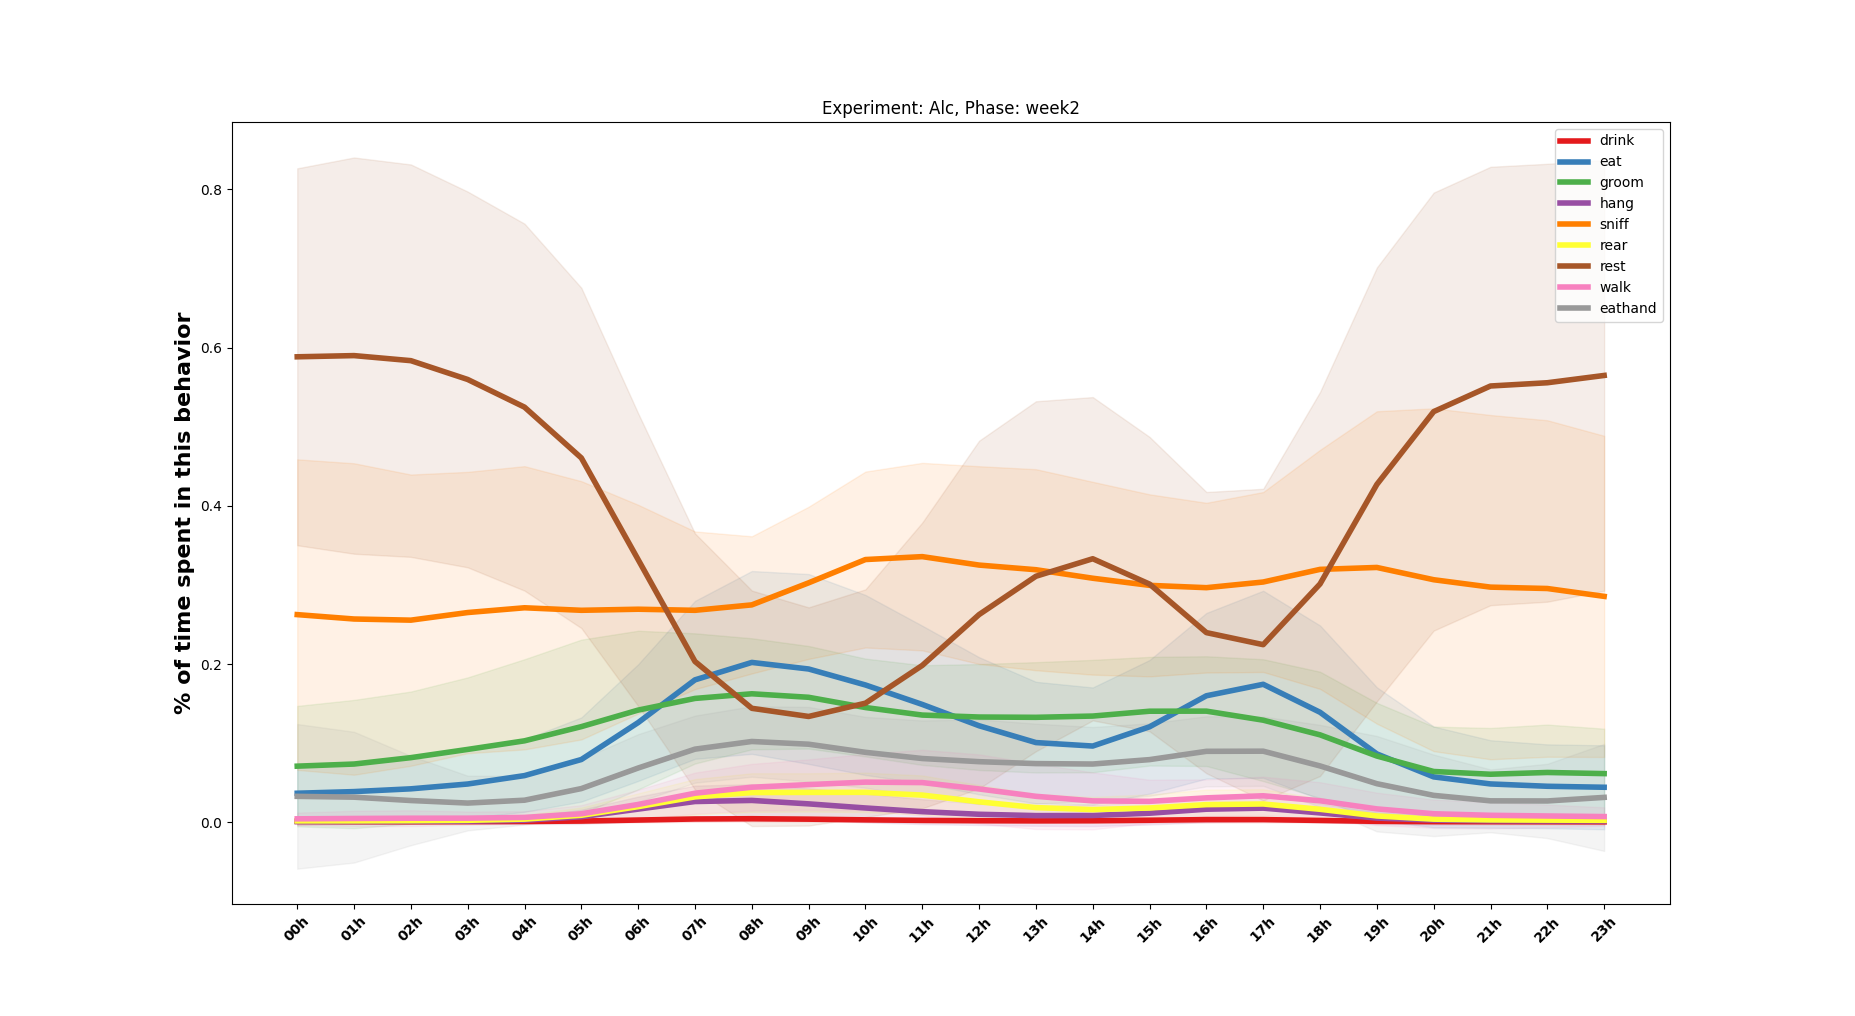 Experiment: Alc, Phase: week2
% of time spent in this behavior
0.8
0.6
0.4
0.2
0.0
drink
eat
groom
hang
sniff
rear
rest
walk
eathand
00h 01h 02h 03h 04h 05h 06h 07h 08h 09h 10h 11h 12h 13h 14h 15h 16h 17h 18h 19h 20h 21h 22h 23h